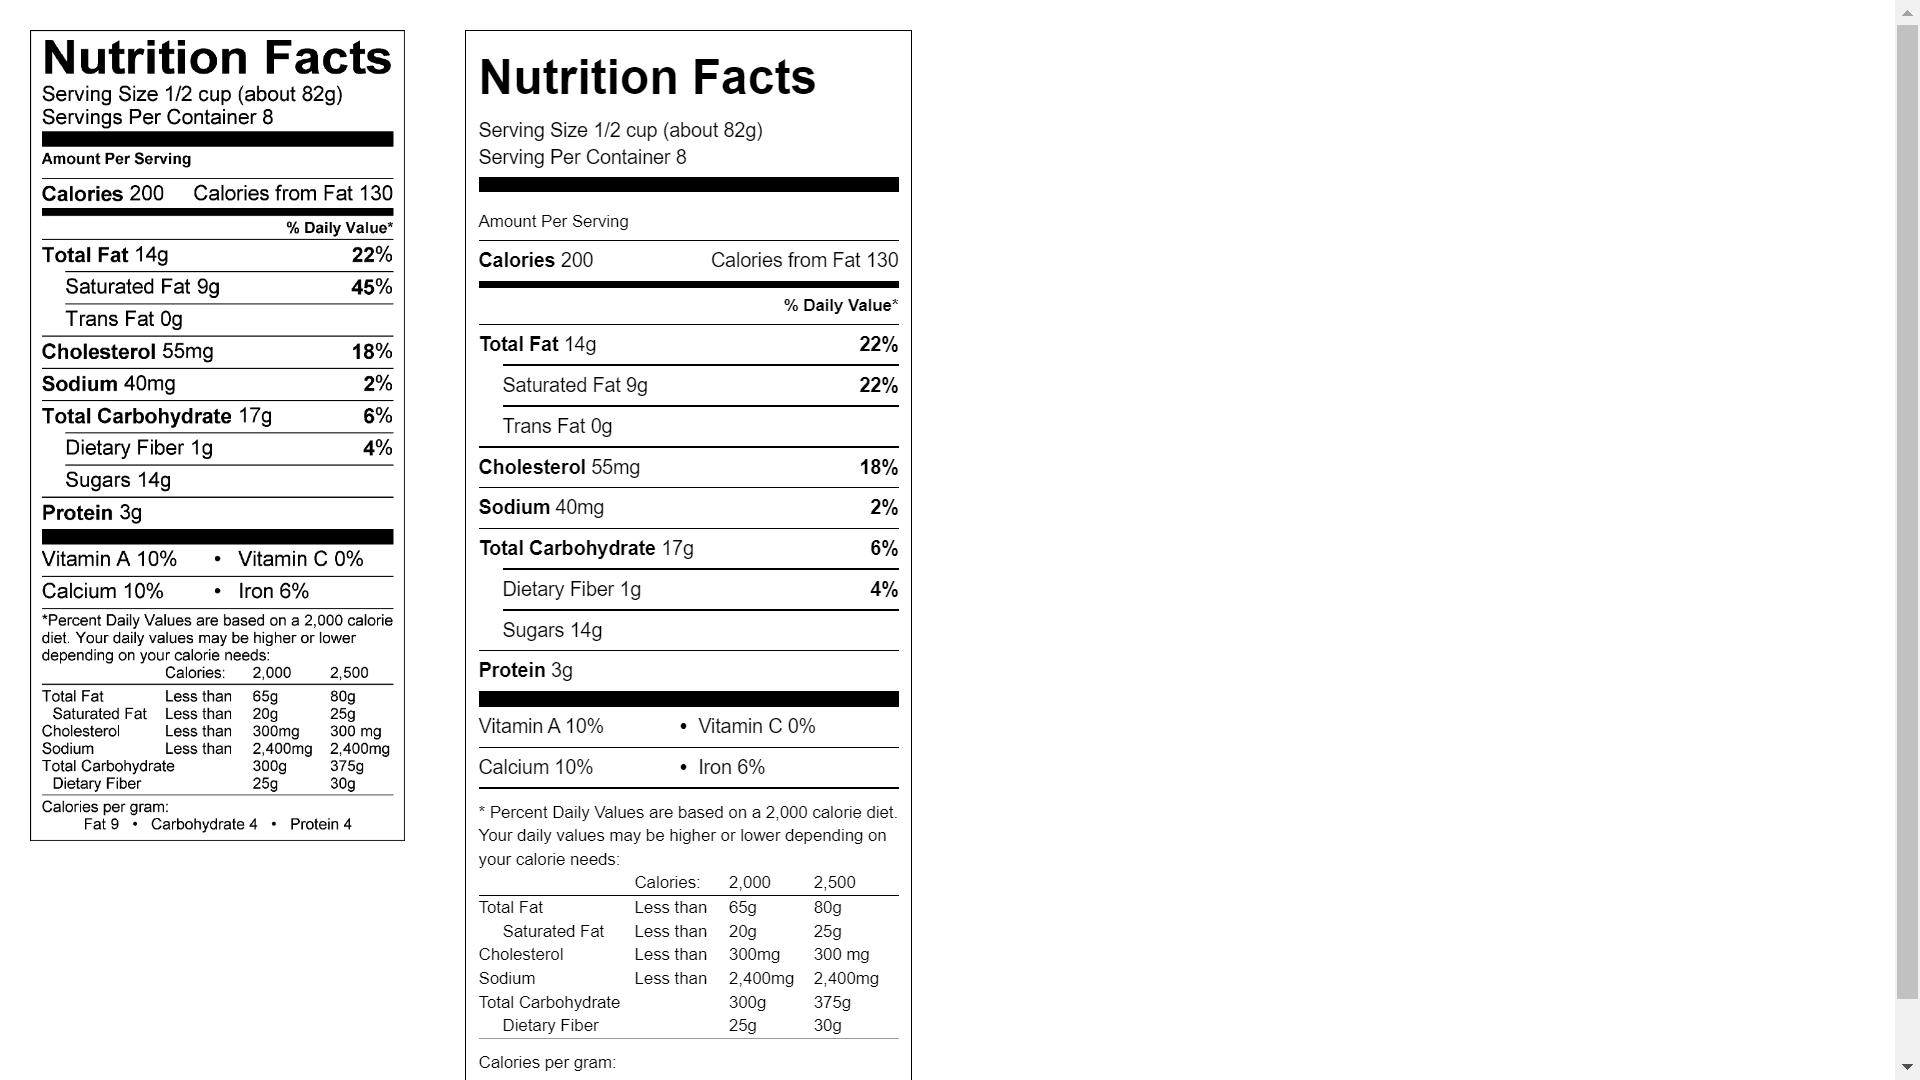 Nutrition Facts
Serving Size 1/2 cup (about 82g)
Servings Per Container 8
Amount Per Serving
Calories 200 Calories from Fat 130
% Daily Value*
Total Fat 14g 22%
Saturated Fat 9g 45%
Trans Fat 0g
Cholesterol 55mg 18%
Sodium 40mg 2%
Total Carbohydrate 17g 6%
Dietary Fiber 1g 4%
Sugars 14g
Protein 3g
Vitamin A 10% • Vitamin C 0%
Calcium 10% • Iron 6%
*Percent Daily Values are based on a 2,000 calorie
diet. Your daily values may be higher or lower
depending on your calorie needs:
Calories: 2,000 2,500
Total Fat Less than 65g 80g
Saturated Fat Less than 20g 25g
Cholesterol Less than 300mg 300 mg
Sodium Less than 2,400mg 2,400mg
Total Carbohydrate 300g 375g
Dietary Fiber 25g 30g
Calories per gram:
Fat 9 • Carbohydrate 4 • Protein 4
Nutrition Facts
Serving Size 1/2 cup (about 82g)
Serving Per Container 8
Amount Per Serving
Calories 200 Calories from Fat 130
% Daily Value*
Total Fat 14g 22%
Saturated Fat 9g 22%
Trans Fat 0g
Cholesterol 55mg 18%
Sodium 40mg 2%
Total Carbohydrate 17g 6%
Dietary Fiber 1g 4%
Sugars 14g
Protein 3g
Vitamin A 10% • Vitamin C 0%
Calcium 10% • Iron 6%
* Percent Daily Values are based on a 2,000 calorie diet.
Your daily values may be higher or lower depending on
your calorie needs:
Calories: 2,000 2,500
Total Fat Less than 65g 80g
Saturated Fat Less than 20g 25g
Cholesterol Less than 300mg 300 mg
Sodium Less than 2,400mg 2,400mg
Total Carbohydrate 300g 375g
Dietary Fiber 25g 30g
Calories per gram: